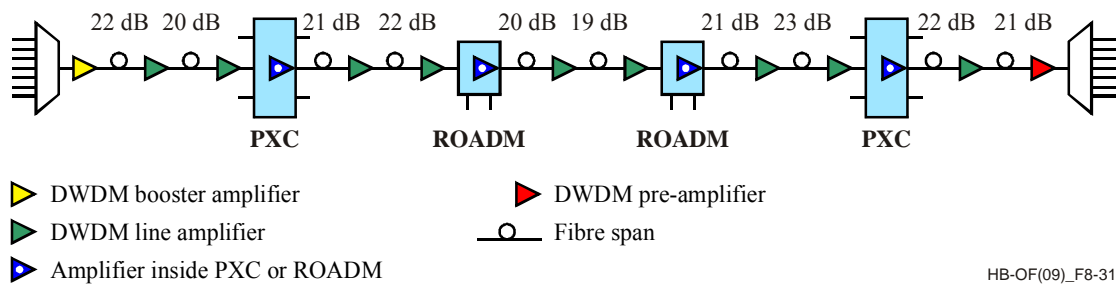 22 dB 20 dB 21 dB 22 dB 20 dB 19 dB 21 dB 23 dB 22 dB 21 dB
PXC ROADM ROADM PXC
DWDM booster amplifier DWDM pre-amplifier
DWDM line amplifier Fibre span
Amplifier inside PXC or ROADM
HB-OF(09)_F8-31